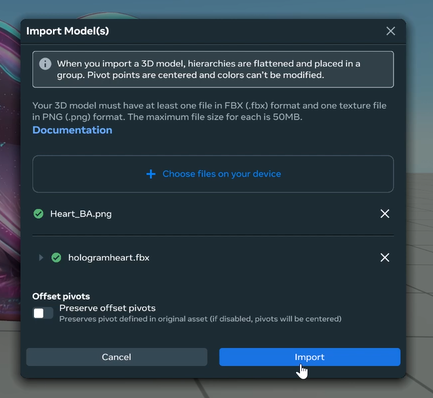 Import Model(s)
When you import a 3D model, hierarchies are flattened and placed in a
group. Pivot points are centered and colors can't be modified.
Your 3D model must have at least one file in FBX (.fbx) format and one texture file
in PNG (.png) format. The maximum file size for each is 50MB.
Documentation
+ Choose files on your device
Heart_BA.png
hologramheart.fbx
Offset pivots
Preserve offset pivots
Preserves pivot defined in original asset (if disabled, pivots will be centered)
Cancel
Import